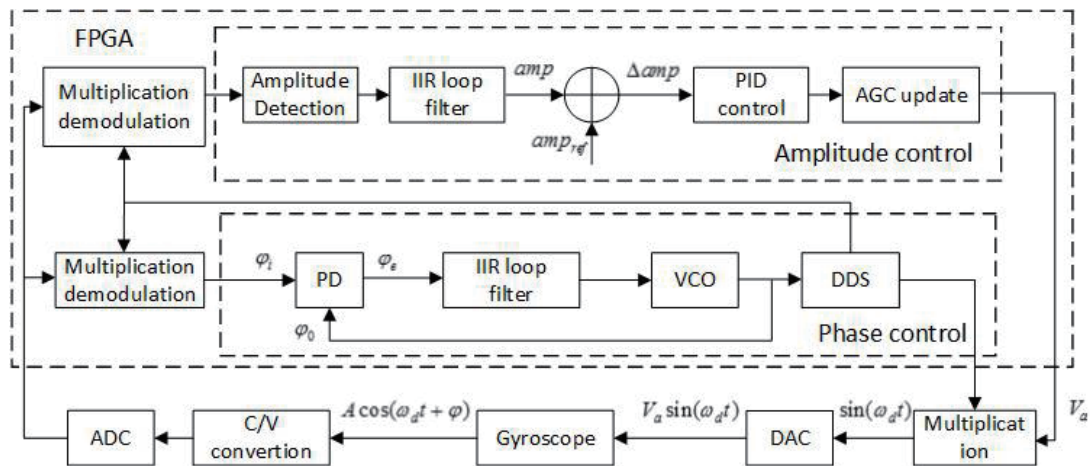 FPGA
Multiplication
demodulation
Amplitude
Detection
IIR loop
filter
amp
Δamp
amp_ref
PID
control
AGC update
Amplitude control
Multiplication
demodulation
φ_i
PD
φ_e
φ_0
IIR loop
filter
VCO
DDS
Phase control
ADC
C/V
convertion
A cos(ω_d t + φ)
Gyroscope
V_a sin(ω_d t)
DAC
sin(ω_d t)
Multiplicat
ion
V_a